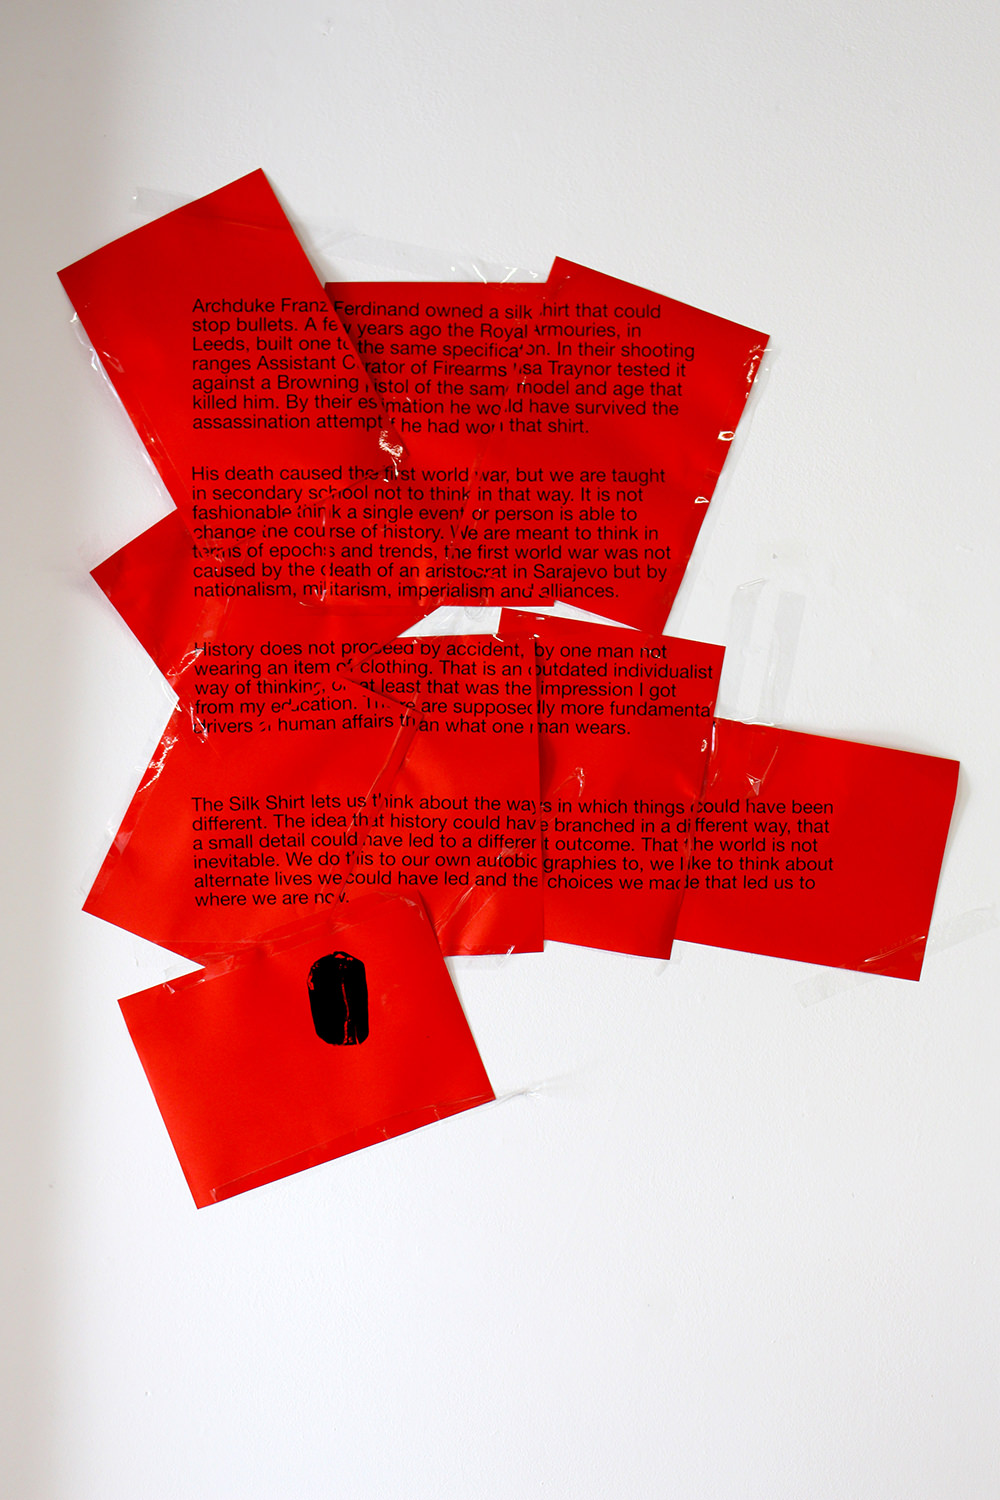 Archduke Franz Ferdinand owned a silk shirt that could
stop bullets. A few years ago the Royal Armouries, in
Leeds, built one to the same specification. In their shooting
ranges Assistant Curator of Firearms Lisa Traynor tested it
against a Browning pistol of the same model and age that
killed him. By their estimation he would have survived the
assassination attempt if he had worn that shirt.
His death caused the first world war, but we are taught
in secondary school not to think in that way. It is not
fashionable think a single event or person is able to
change the course of history. We are meant to think in
terms of epochs and trends, the first world war was not
caused by the death of an aristocrat in Sarajevo but by
nationalism, militarism, imperialism and alliances.
History does not proceed by accident, by one man not
wearing an item of clothing. That is an outdated individualist
way of thinking, or at least that was the impression I got
from my education. There are supposedly more fundamenta
drivers of human affairs than what one man wears.
The Silk Shirt lets us think about the ways in which things could have been
different. The idea that history could have branched in a different way, that
a small detail could have led to a different outcome. That the world is not
inevitable. We do this to our own autobiographies to, we like to think about
alternate lives we could have led and the choices we made that led us to
where we are now.